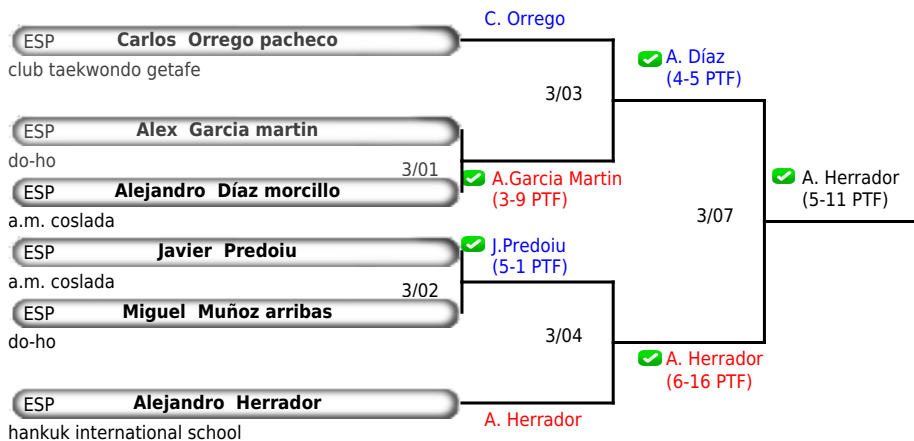 C. Orrego
ESP Carlos Orrego pacheco
club taekwondo getafe
A. Díaz
(4-5 PTF)
3/03
ESP Alex Garcia martin
do-ho
3/01
A.Garcia Martin
(3-9 PTF)
ESP Alejandro Díaz morcillo
a.m. coslada
A. Herrador
(5-11 PTF)
3/07
ESP Javier Predoiu
a.m. coslada
J.Predoiu
(5-1 PTF)
3/02
ESP Miguel Muñoz arribas
do-ho
3/04
A. Herrador
(6-16 PTF)
ESP Alejandro Herrador
hankuk international school
A. Herrador